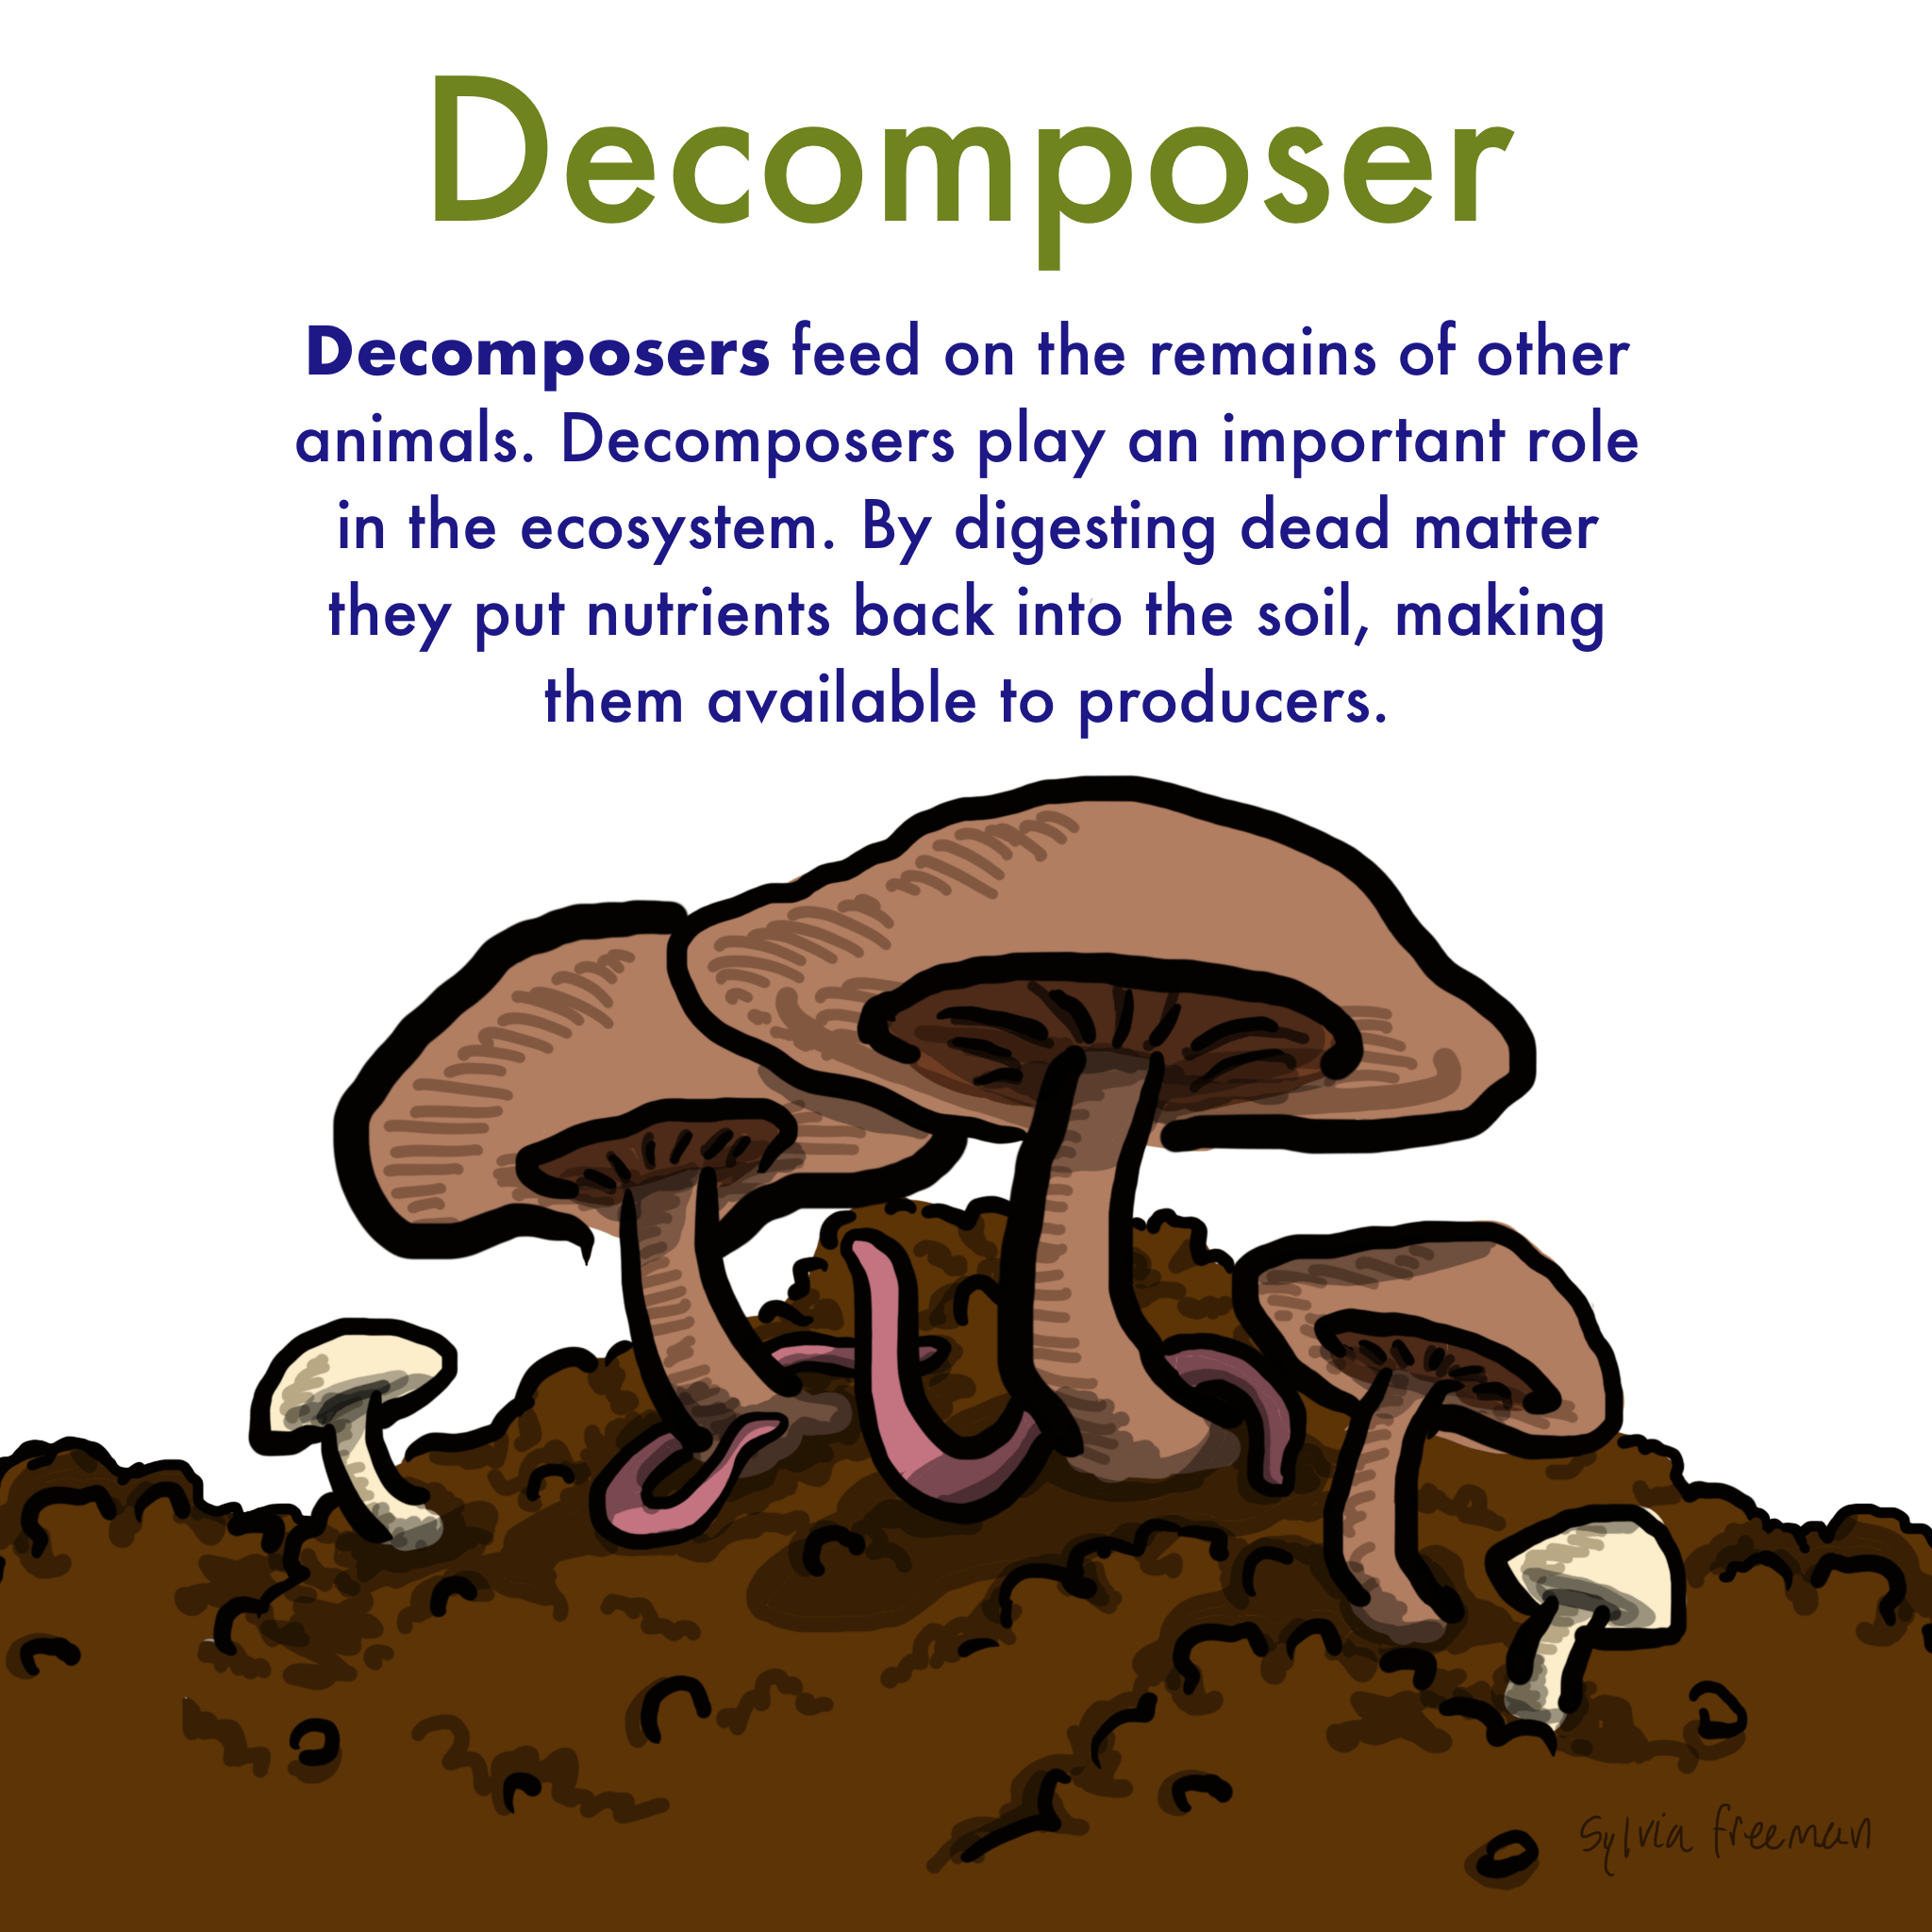 Decomposer
Decomposers feed on the remains of other
animals. Decomposers play an important role
in the ecosystem. By digesting dead matter
they put nutrients back into the soil, making
them available to producers.
Sylvia freeman